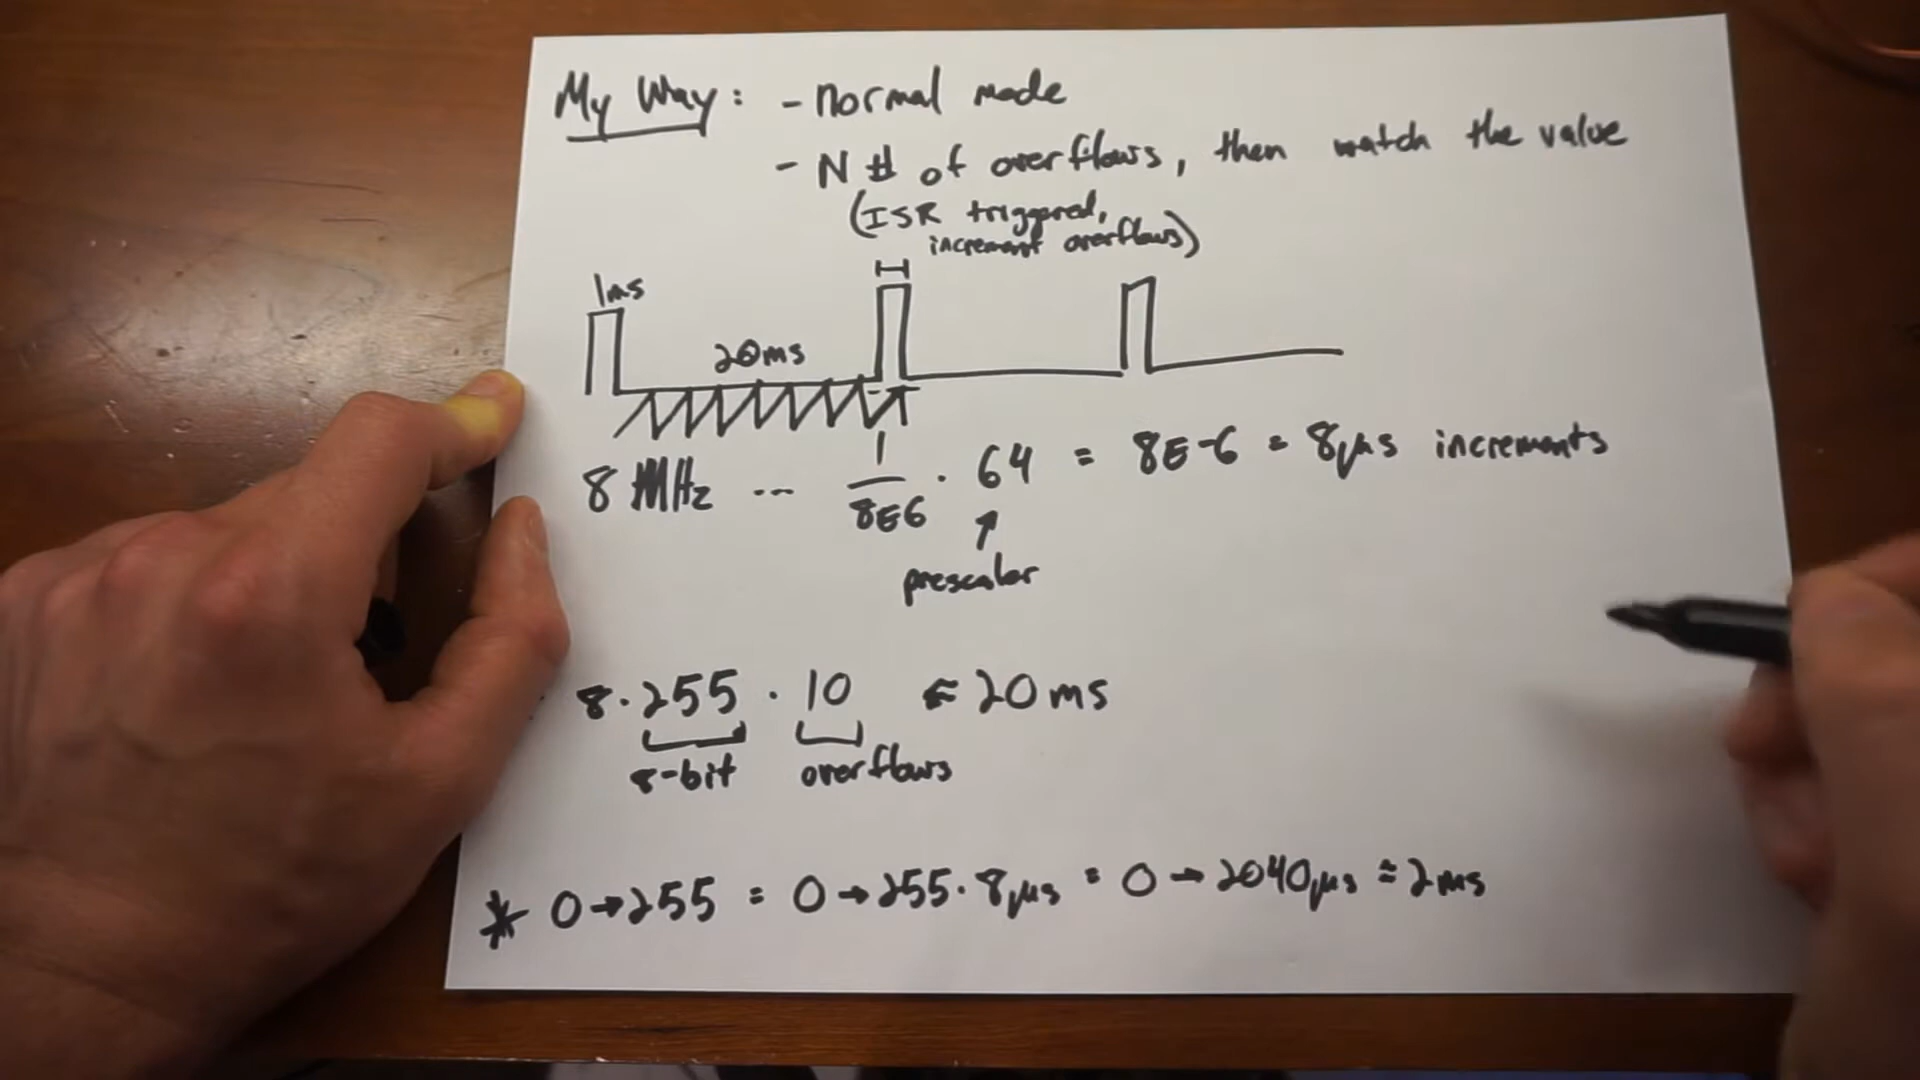 My Way: - normal mode
- N # of overflows, then watch the value
(ISR triggered,
increment overflows)
1ms
20ms
8 MHz ... 1/8E6 · 64 = 8E-6 = 8μs increments
prescaler
8·255 · 10 ≈ 20ms
8-bit overflows
* 0→255 = 0→255·8μs = 0→2040μs ≈ 2ms